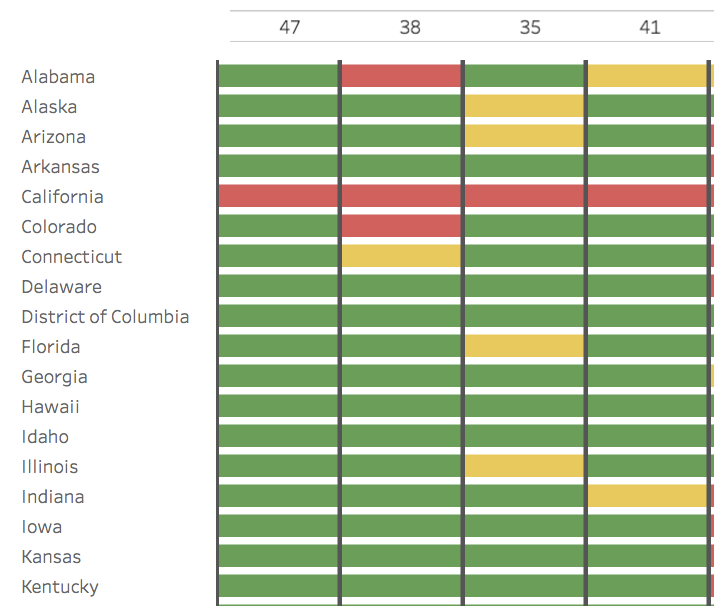 47 38 35 41
Alabama
Alaska
Arizona
Arkansas
California
Colorado
Connecticut
Delaware
District of Columbia
Florida
Georgia
Hawaii
Idaho
Illinois
Indiana
Iowa
Kansas
Kentucky